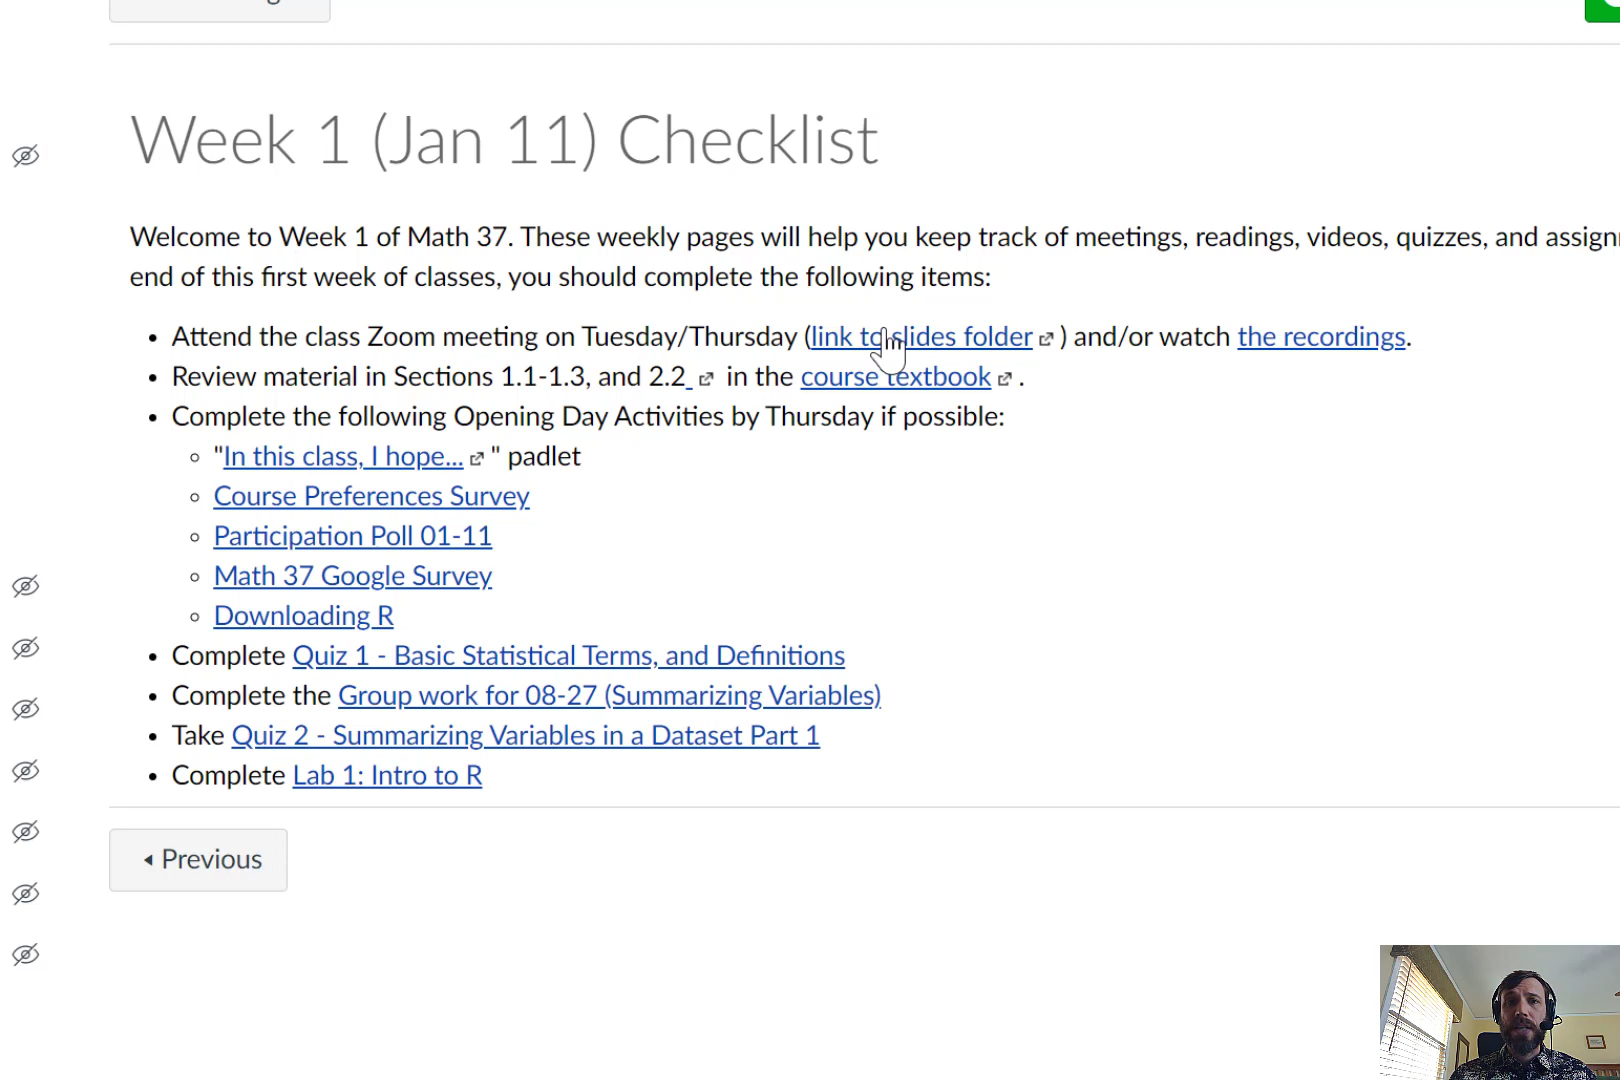 Week 1 (Jan 11) Checklist
Welcome to Week 1 of Math 37. These weekly pages will help you keep track of meetings, readings, videos, quizzes, and
end of this first week of classes, you should complete the following items:
Attend the class Zoom meeting on Tuesday/Thursday (link to slides folder ) and/or watch the recordings.
Review material in Sections 1.1-1.3, and 2.2  in the course textbook .
Complete the following Opening Day Activities by Thursday if possible:
"In this class, I hope... " padlet
Course Preferences Survey
Participation Poll 01-11
Math 37 Google Survey
Downloading R
Complete Quiz 1 - Basic Statistical Terms, and Definitions
Complete the Group work for 08-27 (Summarizing Variables)
Take Quiz 2 - Summarizing Variables in a Dataset Part 1
Complete Lab 1: Intro to R
Previous